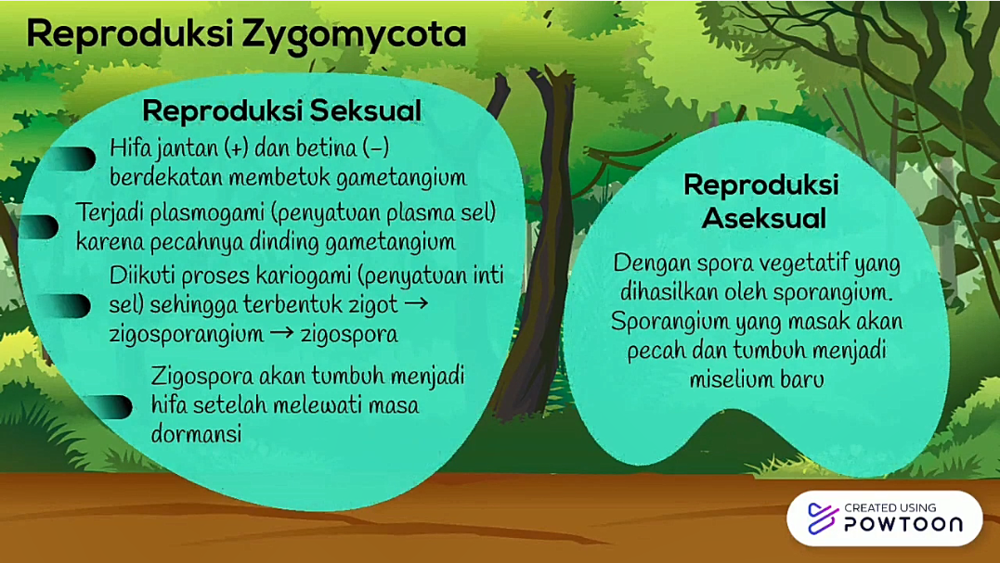 Reproduksi Zygomycota
Reproduksi Seksual
Hifa jantan (+) dan betina (–)
berdekatan membetuk gametangium
Terjadi plasmogami (penyatuan plasma sel)
karena pecahnya dinding gametangium
Diikuti proses kariogami (penyatuan inti
sel) sehingga terbentuk zigot →
zigosporangium → zigospora
Zigospora akan tumbuh menjadi
hifa setelah melewati masa
dormansi
Reproduksi
Aseksual
Dengan spora vegetatif yang
dihasilkan oleh sporangium.
Sporangium yang masak akan
pecah dan tumbuh menjadi
miselium baru
CREATED USING
POWTOON